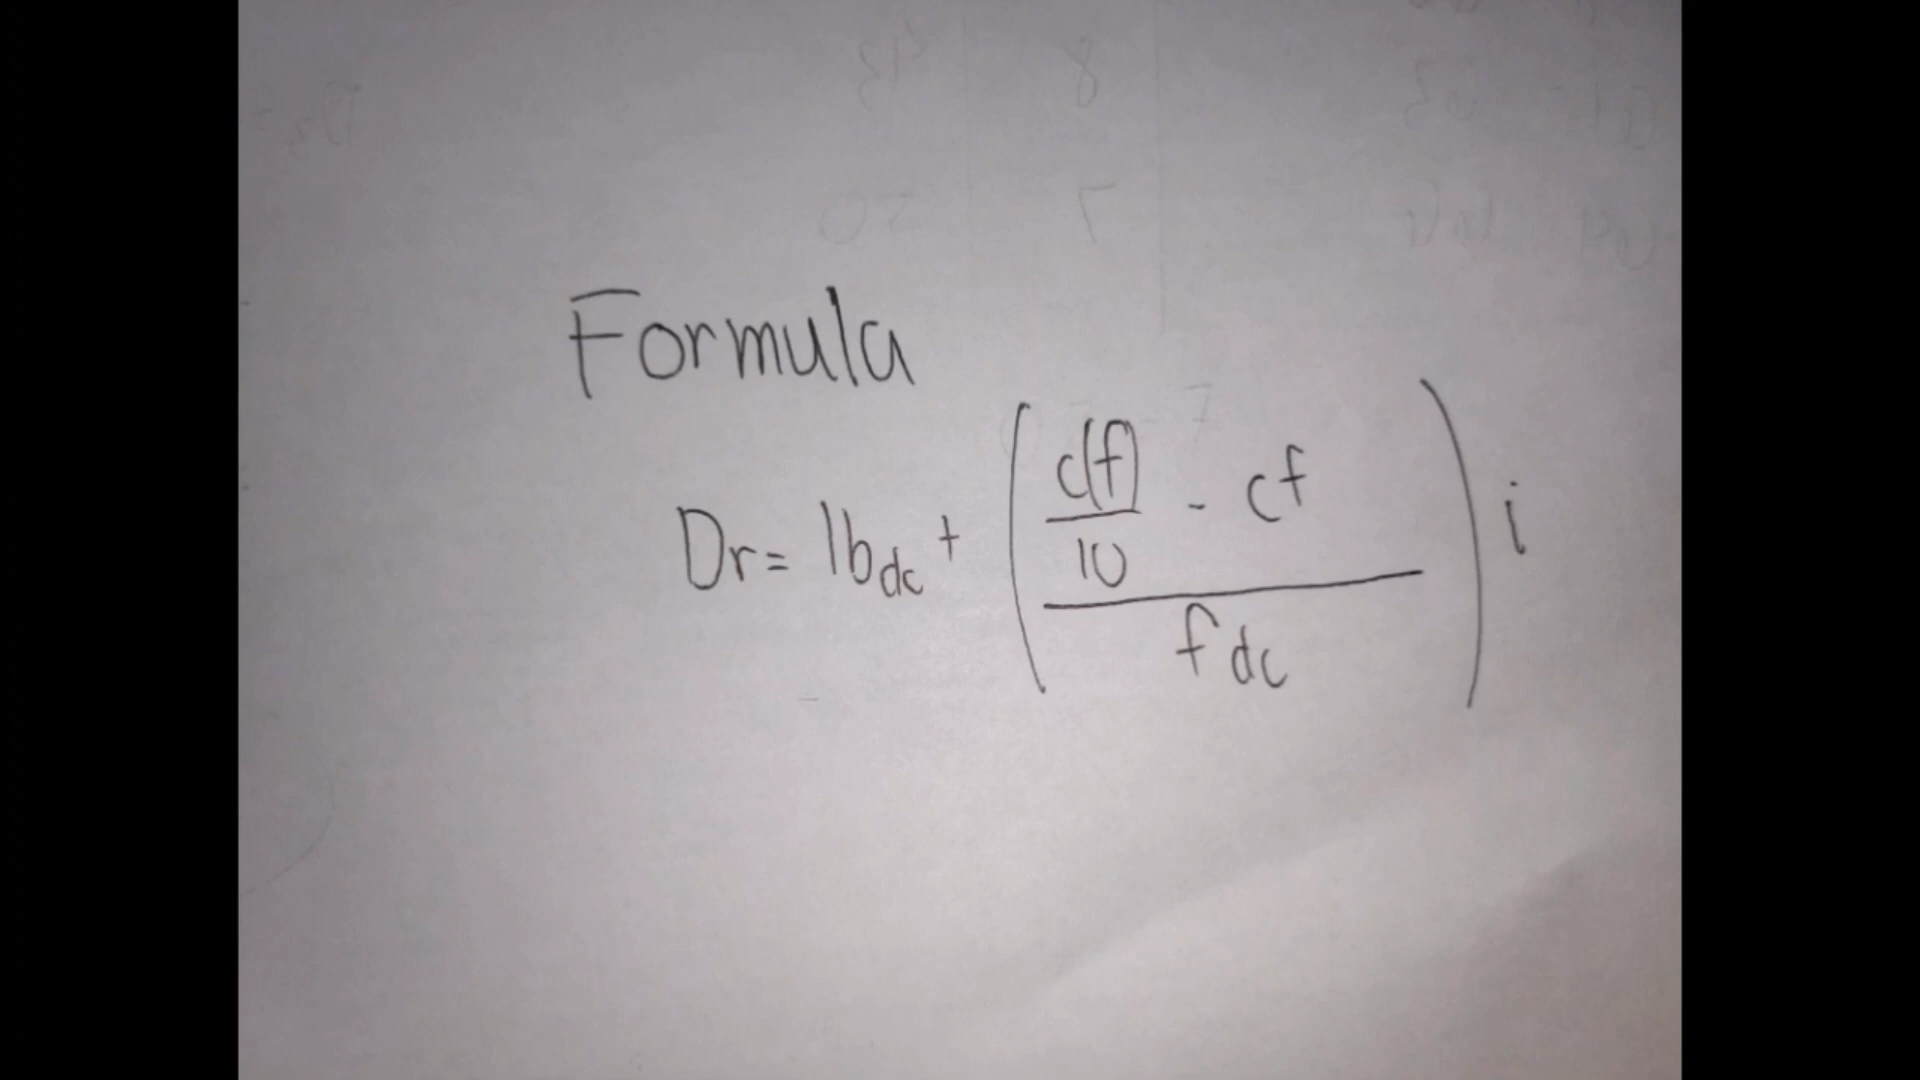 Formula
Dr = lb_dc + ( (c(f)/10 - cf) / f_dc ) i